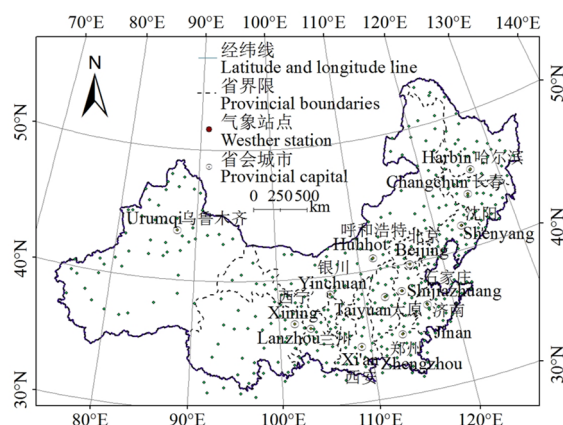 70°E 80°E 90°E 100°E 110°E 120°E 130°E 140°E
N
经纬线
Latitude and longitude line
省界限
Provincial boundaries
气象站点
Westher station
省会城市
Provincial capital
0 250 500
km
50°N
50°N
Harbin哈尔滨
Changchun长春
沈阳
Shenyang
Urumqi乌鲁木齐
呼和浩特
Huhhot
北京
Beijing
40°N
40°N
银川
Yinchuan
石家庄
Shijiazhuang
西宁
Xining
Taiyuan太原
济南
Jinan
Lanzhou兰州
郑州
Zhengzhou
Xi'an
西安
30°N
30°N
80°E 90°E 100°E 110°E 120°E